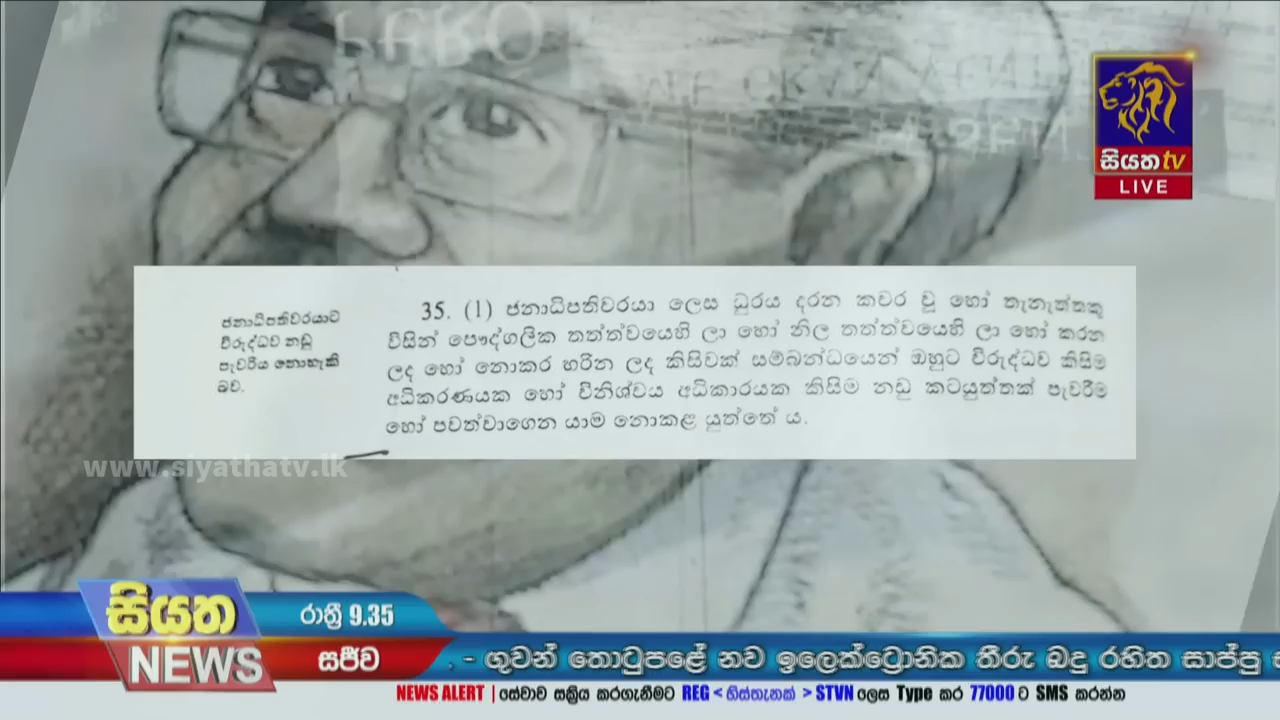 සියත tv
LIVE
ජනාධිපතිවරයාට
විරුද්ධව නඩු
පැවරිය නොහැකි
බව.
35. (1) ජනාධිපතිවරයා ලෙස ධුරය දරන කවර වූ හෝ තැනැත්තකු
විසින් පෞද්ගලික තත්ත්වයෙහි ලා හෝ නිල තත්ත්වයෙහි ලා හෝ කරන
ලද හෝ නොකර හරින ලද කිසිවක් සම්බන්ධයෙන් ඔහුට විරුද්ධව කිසිම
අධිකරණයක හෝ විනිශ්චය අධිකාරයක කිසිම නඩු කටයුත්තක් පැවරීම
හෝ පවත්වාගෙන යාම නොකළ යුත්තේ ය.
www.siyathatv.lk
සියත
NEWS
රාත්‍රී 9.35
සජීව
- ගුවන් තොටුපළේ නව ඉලෙක්ට්‍රොනික තීරු බදු රහිත සාප්පු
NEWS ALERT | සේවාව සක්‍රිය කරගැනීමට REG < හිස්තැනක් > STVN ලෙස Type කර 77000 ට SMS කරන්න